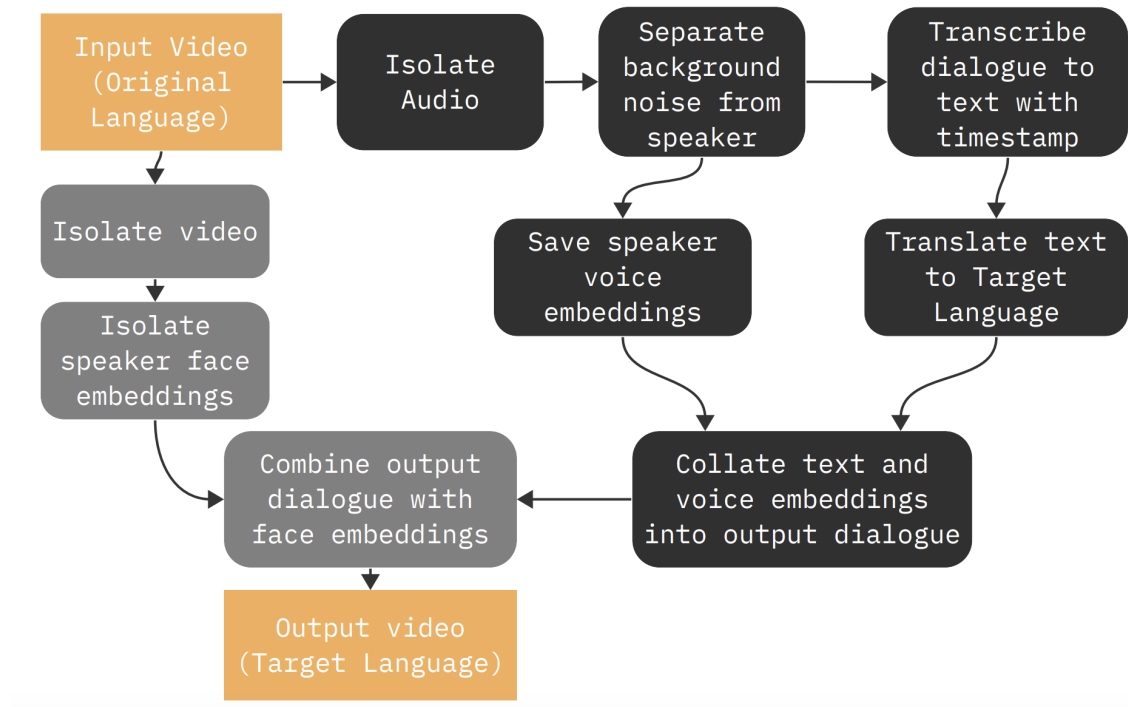 Input Video
(Original
Language)
Isolate
Audio
Separate
background
noise from
speaker
Transcribe
dialogue to
text with
timestamp
Isolate video
Save speaker
voice
embeddings
Translate text
to Target
Language
Isolate
speaker face
embeddings
Combine output
dialogue with
face embeddings
Collate text and
voice embeddings
into output dialogue
Output video
(Target Language)